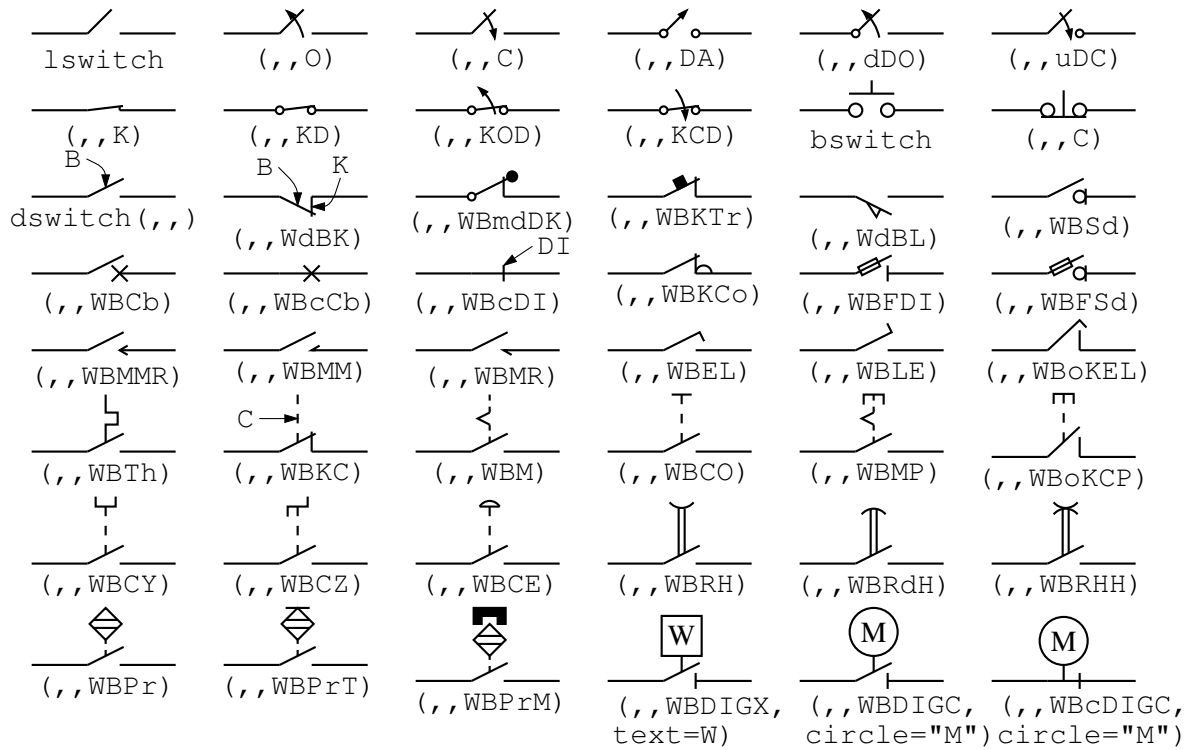 lswitch (,,O) (,,C) (,,DA) (,,dDO) (,,uDC)
(,,K) (,,KD) (,,KOD) (,,KCD) bswitch (,,C)
B B K
dswitch(,,) (,,WdBK) (,,WBmdDK) (,,WBKTr) (,,WdBL) (,,WBSd)
DI
(,,WBCb) (,,WBcCb) (,,WBcDI) (,,WBKCo) (,,WBFDI) (,,WBFSd)
(,,WBMMR) (,,WBMM) (,,WBMR) (,,WBEL) (,,WBLE) (,,WBoKEL)
C
(,,WBTh) (,,WBKC) (,,WBM) (,,WBCO) (,,WBMP) (,,WBoKCP)
(,,WBCY) (,,WBCZ) (,,WBCE) (,,WBRH) (,,WBRdH) (,,WBRHH)
W M M
(,,WBPr) (,,WBPrT) (,,WBPrM) (,,WBDIGX, (,,WBDIGC, (,,WBcDIGC,
text=W) circle="M") circle="M")